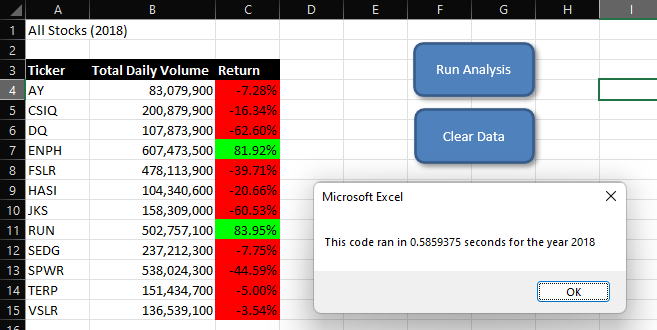 A B C D E F G H I
1 All Stocks (2018)
2
3 Ticker Total Daily Volume Return
4 AY 83,079,900 -7.28%
5 CSIQ 200,879,900 -16.34%
6 DQ 107,873,900 -62.60%
7 ENPH 607,473,500 81.92%
8 FSLR 478,113,900 -39.71%
9 HASI 104,340,600 -20.66%
10 JKS 158,309,000 -60.53%
11 RUN 502,757,100 83.95%
12 SEDG 237,212,300 -7.75%
13 SPWR 538,024,300 -44.59%
14 TERP 151,434,700 -5.00%
15 VSLR 136,539,100 -3.54%
Run Analysis
Clear Data
Microsoft Excel
This code ran in 0.5859375 seconds for the year 2018
OK